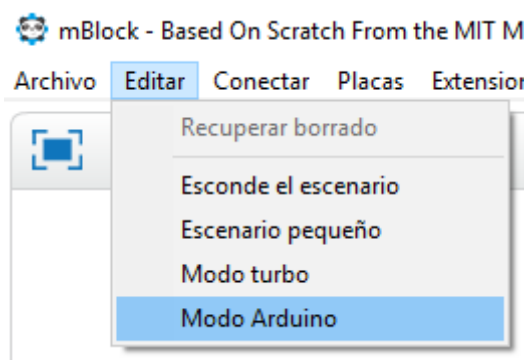 mBlock - Based On Scratch From the MIT M
Archivo Editar Conectar Placas Extension
Recuperar borrado
Esconde el escenario
Escenario pequeño
Modo turbo
Modo Arduino